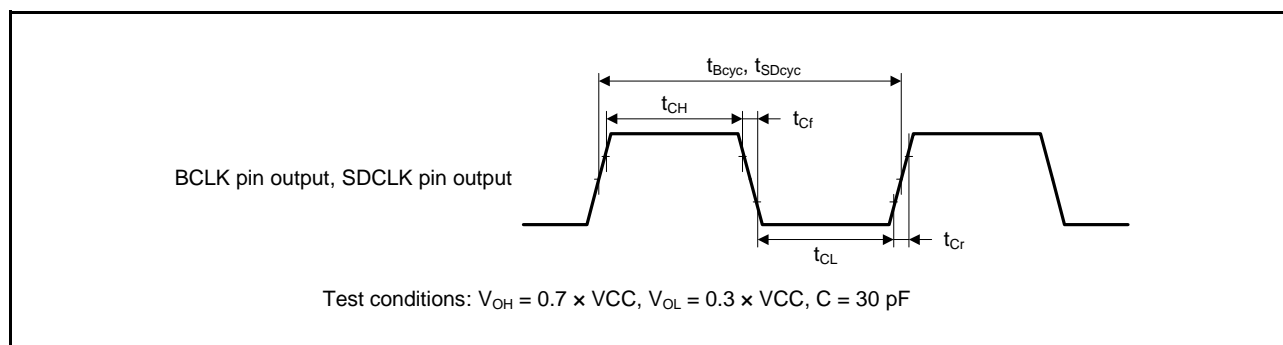 tBcyc, tSDcyc
tCH
tCf
BCLK pin output, SDCLK pin output
tCL
tCr
Test conditions: VOH = 0.7 × VCC, VOL = 0.3 × VCC, C = 30 pF